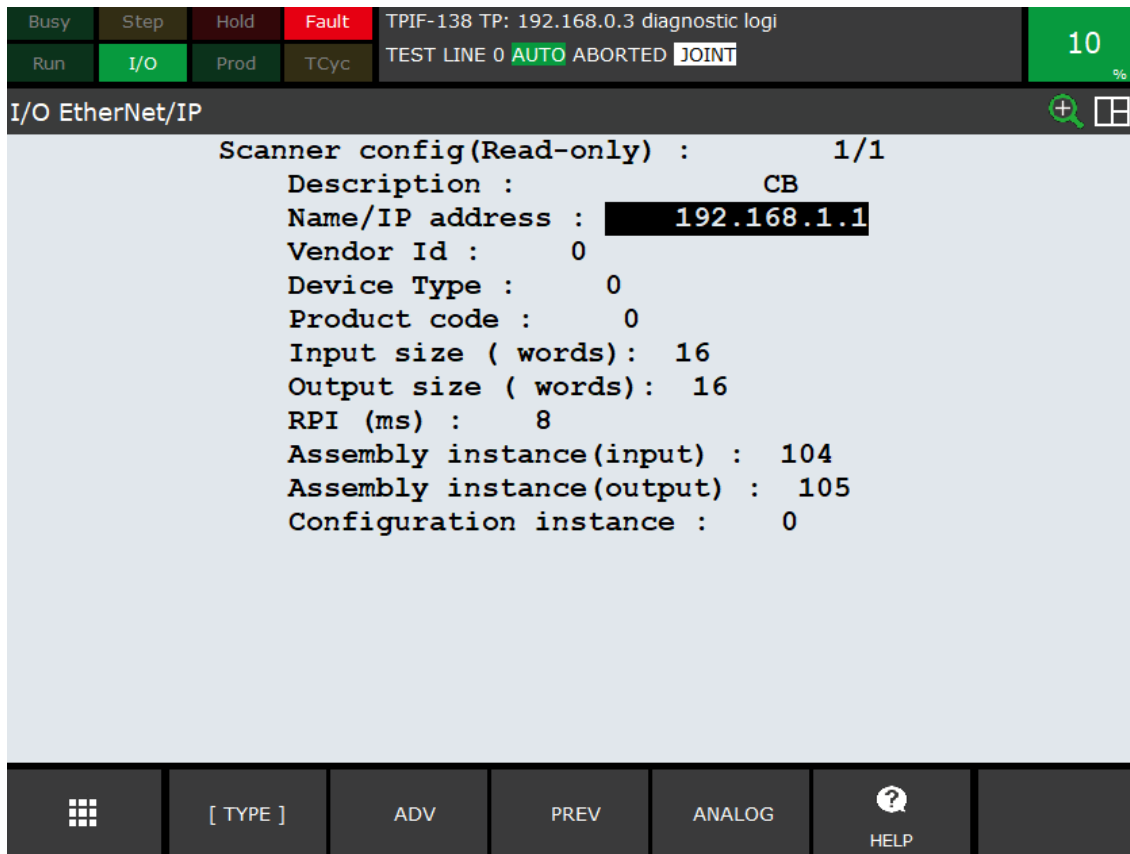 Busy Step Hold Fault TPIF-138 TP: 192.168.0.3 diagnostic logi
Run I/O Prod TCyc TEST LINE 0 AUTO ABORTED JOINT
10 %
I/O EtherNet/IP
Scanner config(Read-only) : 1/1
Description : CB
Name/IP address : 192.168.1.1
Vendor Id : 0
Device Type : 0
Product code : 0
Input size ( words): 16
Output size ( words): 16
RPI (ms) : 8
Assembly instance(input) : 104
Assembly instance(output) : 105
Configuration instance : 0
[ TYPE ] ADV PREV ANALOG HELP